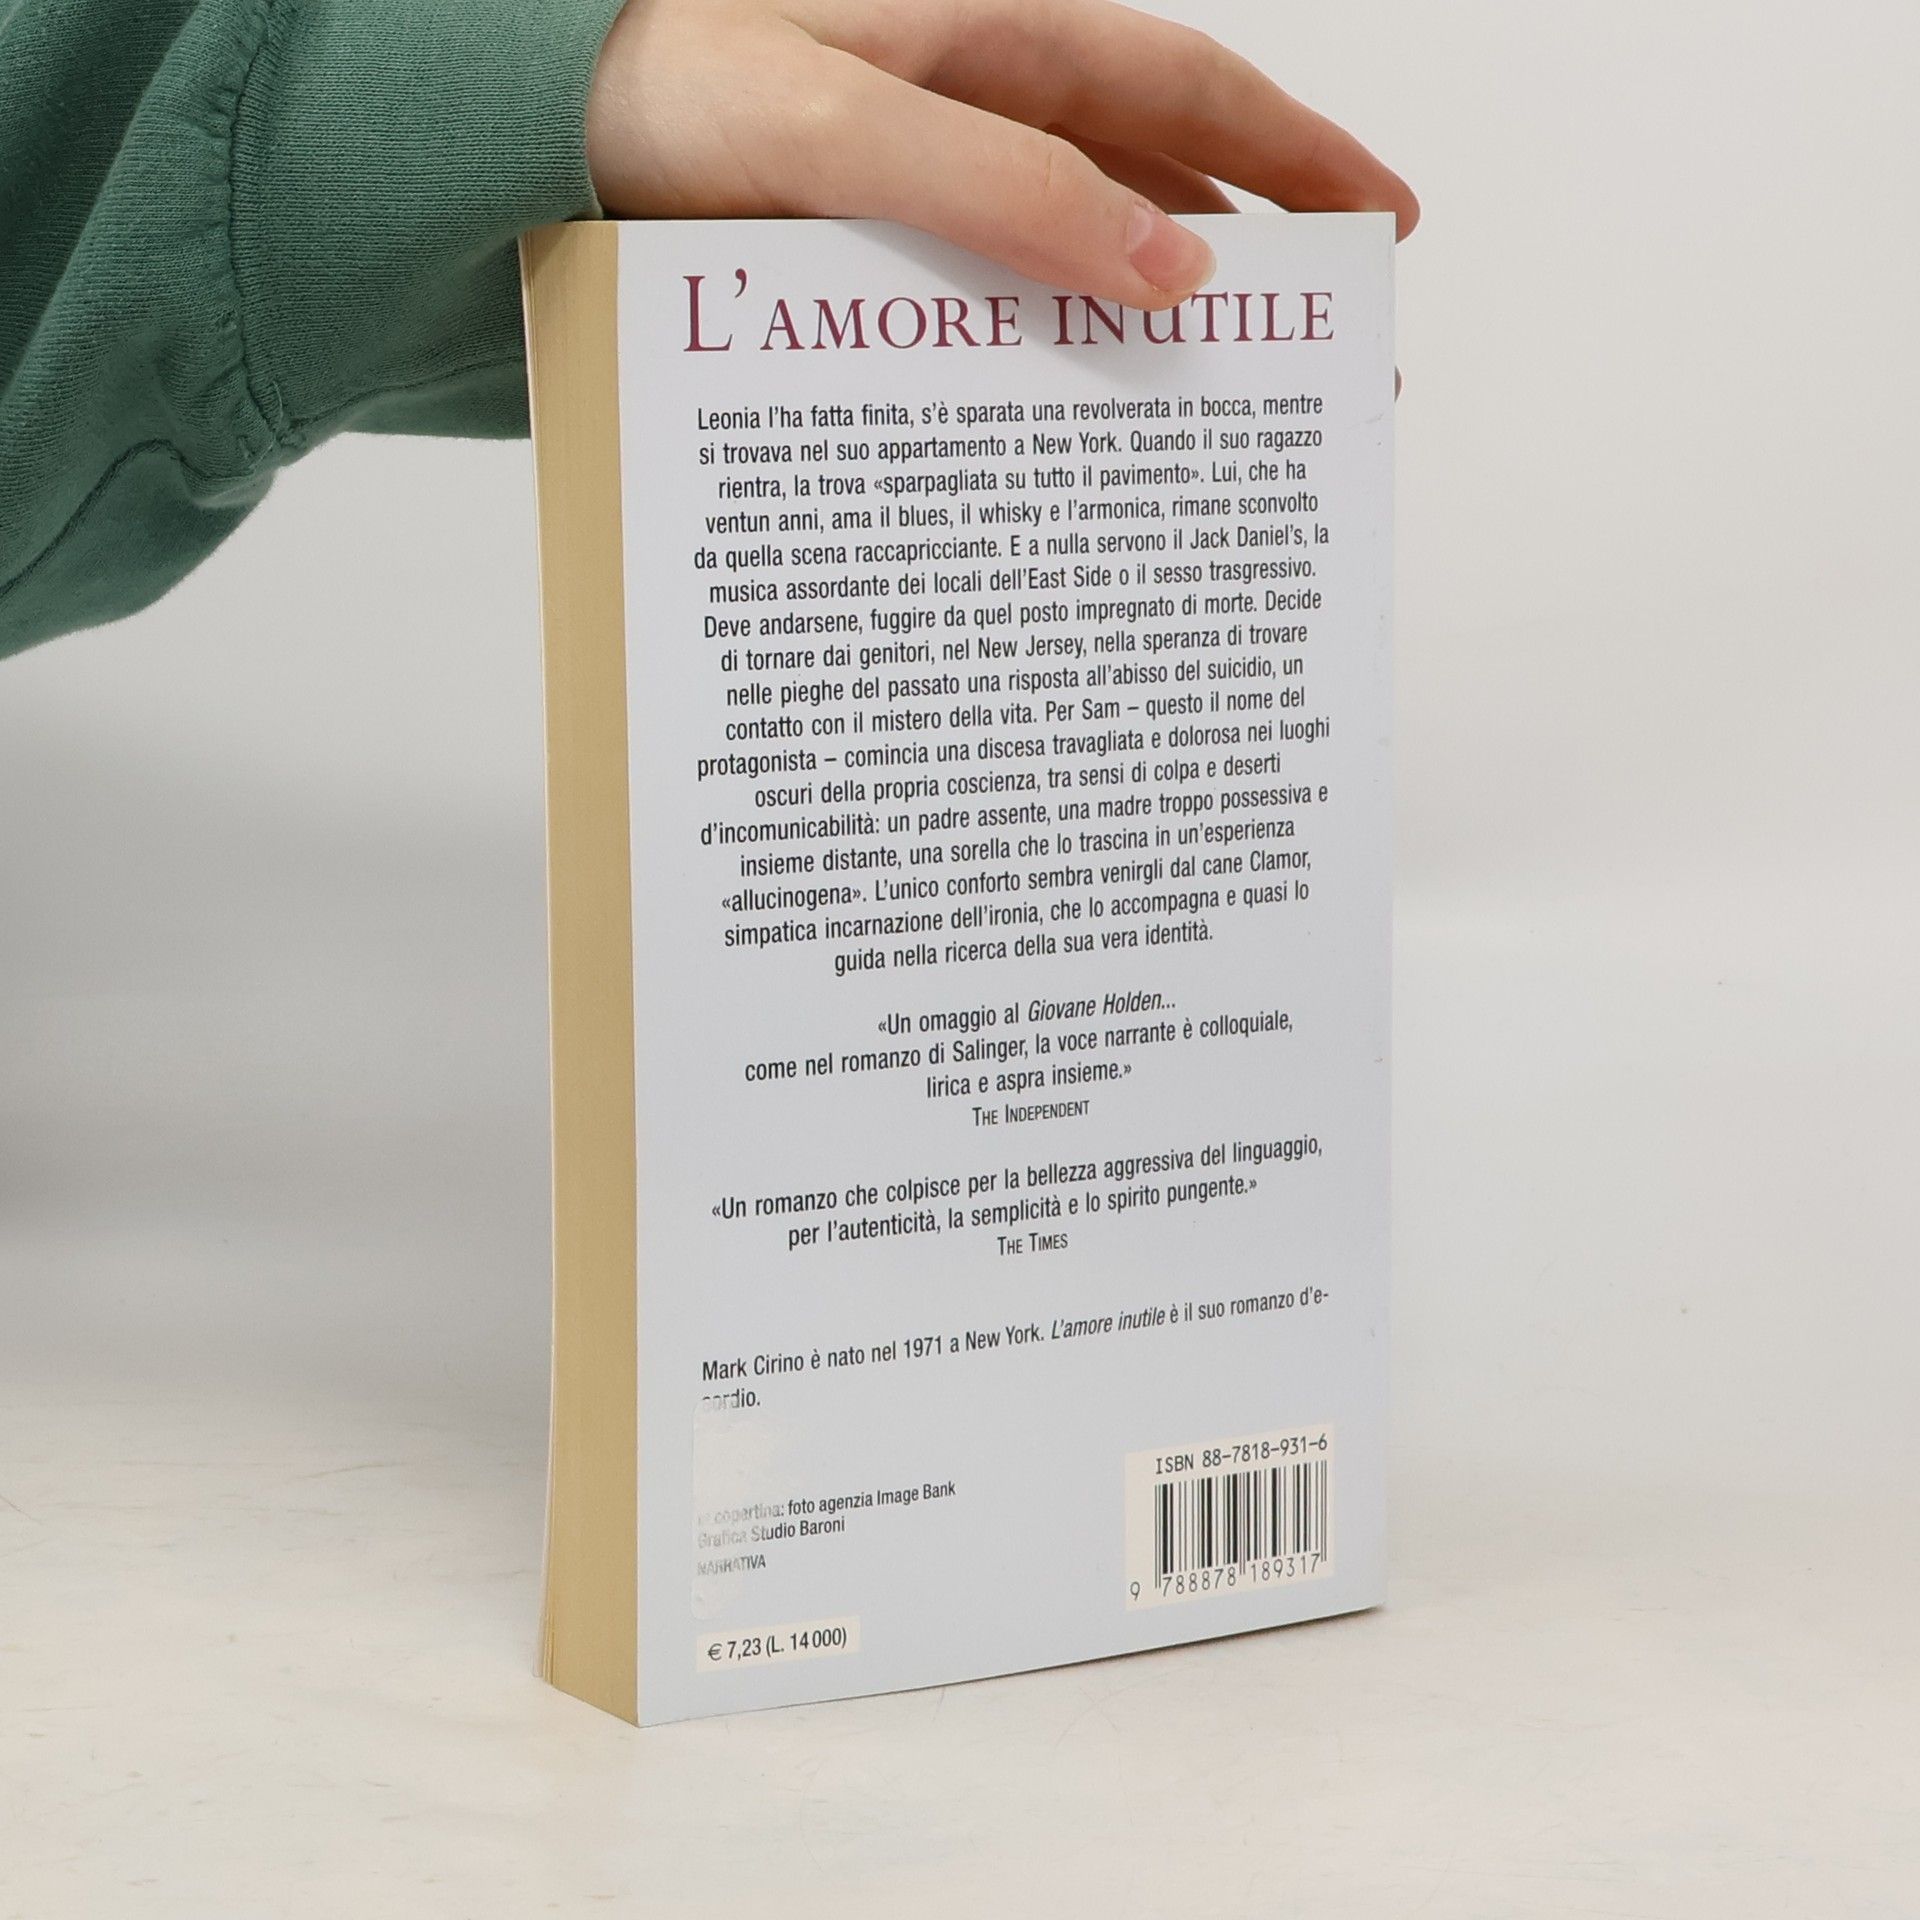 L'AMORE INUTILE
Leonia l'ha fatta finita, s'è sparata una revolverata in bocca, mentre
si trovava nel suo appartamento a New York. Quando il suo ragazzo
rientra, la trova «sparpagliata su tutto il pavimento». Lui, che ha
ventun anni, ama il blues, il whisky e l'armonica, rimane sconvolto
da quella scena raccapricciante. E a nulla servono il Jack Daniel's, la
musica assordante dei locali dell'East Side o il sesso trasgressivo.
Deve andarsene, fuggire da quel posto impregnato di morte. Decide
di tornare dai genitori, nel New Jersey, nella speranza di trovare
nelle pieghe del passato una risposta all'abisso del suicidio, un
contatto con il mistero della vita. Per Sam – questo il nome del
protagonista – comincia una discesa travagliata e dolorosa nei luoghi
oscuri della propria coscienza, tra sensi di colpa e deserti
d'incomunicabilità: un padre assente, una madre troppo possessiva e
insieme distante, una sorella che lo trascina in un'esperienza
«allucinogena». L'unico conforto sembra venirgli dal cane Clamor,
simpatica incarnazione dell'ironia, che lo accompagna e quasi lo
guida nella ricerca della sua vera identità.
«Un omaggio al Giovane Holden...
come nel romanzo di Salinger, la voce narrante è colloquiale,
lirica e aspra insieme.»
THE INDEPENDENT
«Un romanzo che colpisce per la bellezza aggressiva del linguaggio,
per l'autenticità, la semplicità e lo spirito pungente.»
THE TIMES
Mark Cirino è nato nel 1971 a New York. L'amore inutile è il suo romanzo d'e-
sordio.
In copertina: foto agenzia Image Bank
Grafica Studio Baroni
NARRATIVA
€ 7,23 (L. 14 000)
ISBN 88-7818-931-6
9 788878 189317